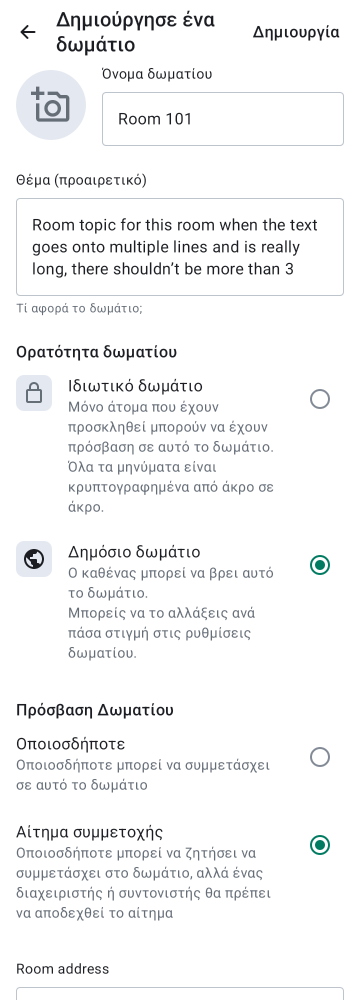 Δημιούργησε ένα
δωμάτιο
Δημιουργία
Όνομα δωματίου
Room 101
Θέμα (προαιρετικό)
Room topic for this room when the text
goes onto multiple lines and is really
long, there shouldn’t be more than 3
Τί αφορά το δωμάτιο;
Ορατότητα δωματίου
Ιδιωτικό δωμάτιο
Μόνο άτομα που έχουν
προσκληθεί μπορούν να έχουν
πρόσβαση σε αυτό το δωμάτιο.
Όλα τα μηνύματα είναι
κρυπτογραφημένα από άκρο σε
άκρο.
Δημόσιο δωμάτιο
Ο καθένας μπορεί να βρει αυτό
το δωμάτιο.
Μπορείς να το αλλάξεις ανά
πάσα στιγμή στις ρυθμίσεις
δωματίου.
Πρόσβαση Δωματίου
Οποιοσδήποτε
Οποιοσδήποτε μπορεί να συμμετάσχει
σε αυτό το δωμάτιο
Αίτημα συμμετοχής
Οποιοσδήποτε μπορεί να ζητήσει να
συμμετάσχει στο δωμάτιο, αλλά ένας
διαχειριστής ή συντονιστής θα πρέπει
να αποδεχθεί το αίτημα
Room address